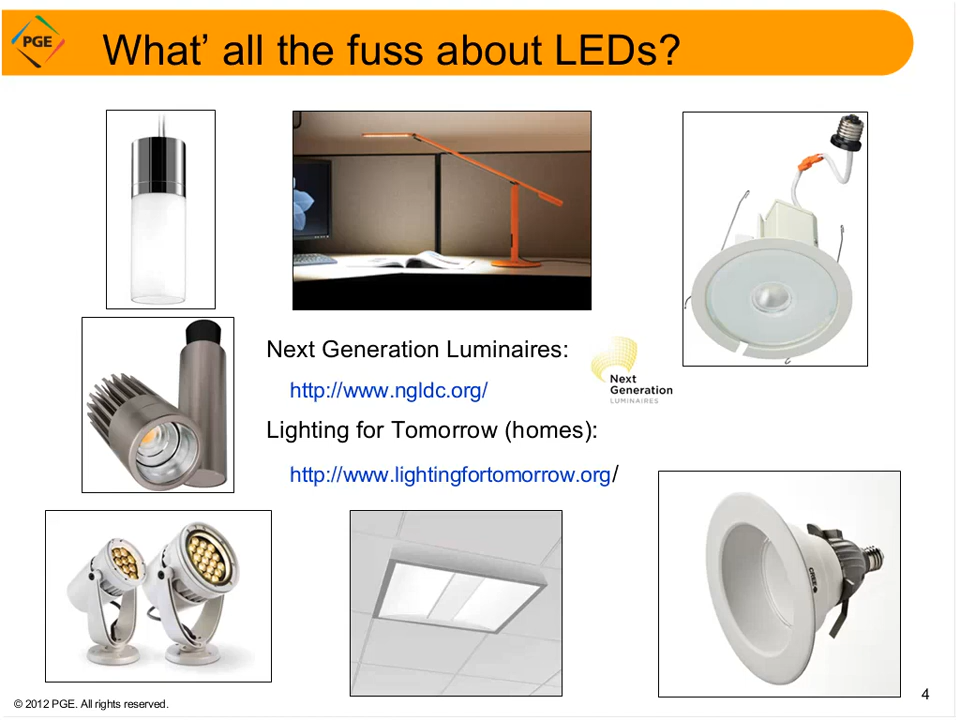 PGE
What’ all the fuss about LEDs?
Next Generation Luminaires:
http://www.ngldc.org/
Next
Generation
LUMINAIRES
Lighting for Tomorrow (homes):
http://www.lightingfortomorrow.org/
CREE
© 2012 PGE. All rights reserved.
4